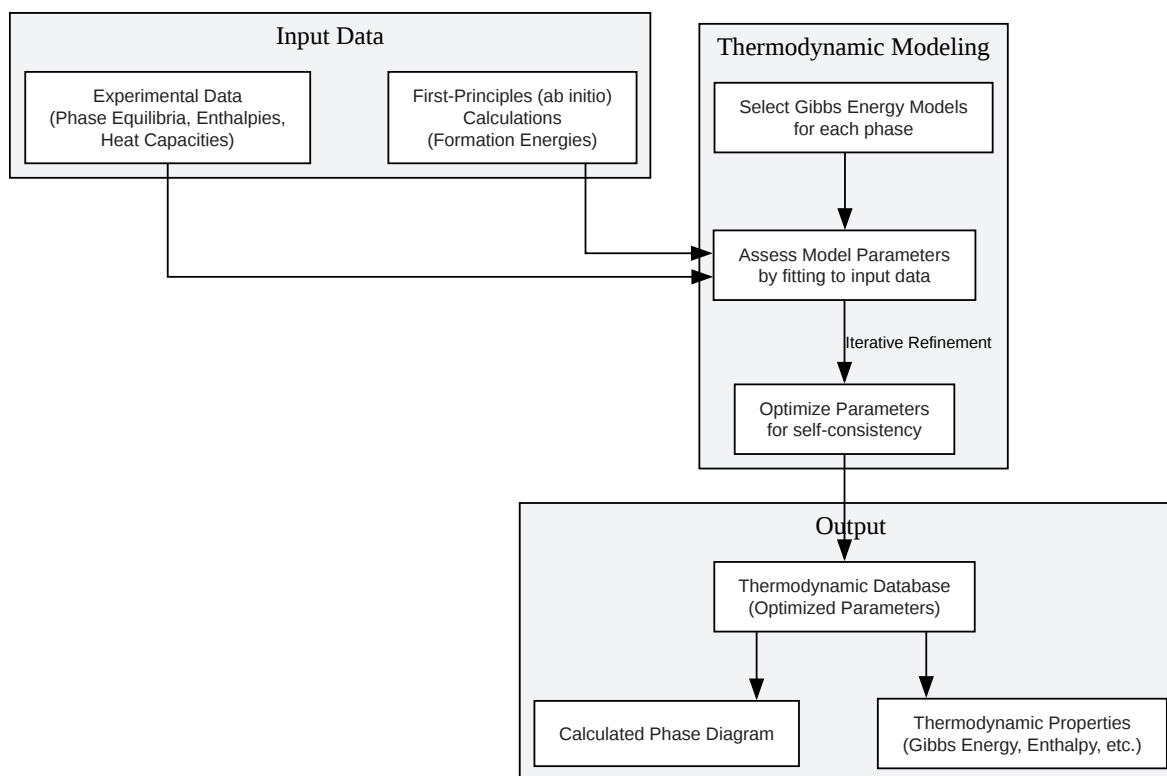 Input Data
Experimental Data
(Phase Equilibria, Enthalpies,
Heat Capacities)
First-Principles (ab initio)
Calculations
(Formation Energies)
Thermodynamic Modeling
Select Gibbs Energy Models
for each phase
Assess Model Parameters
by fitting to input data
Iterative Refinement
Optimize Parameters
for self-consistency
Output
Thermodynamic Database
(Optimized Parameters)
Calculated Phase Diagram
Thermodynamic Properties
(Gibbs Energy, Enthalpy, etc.)